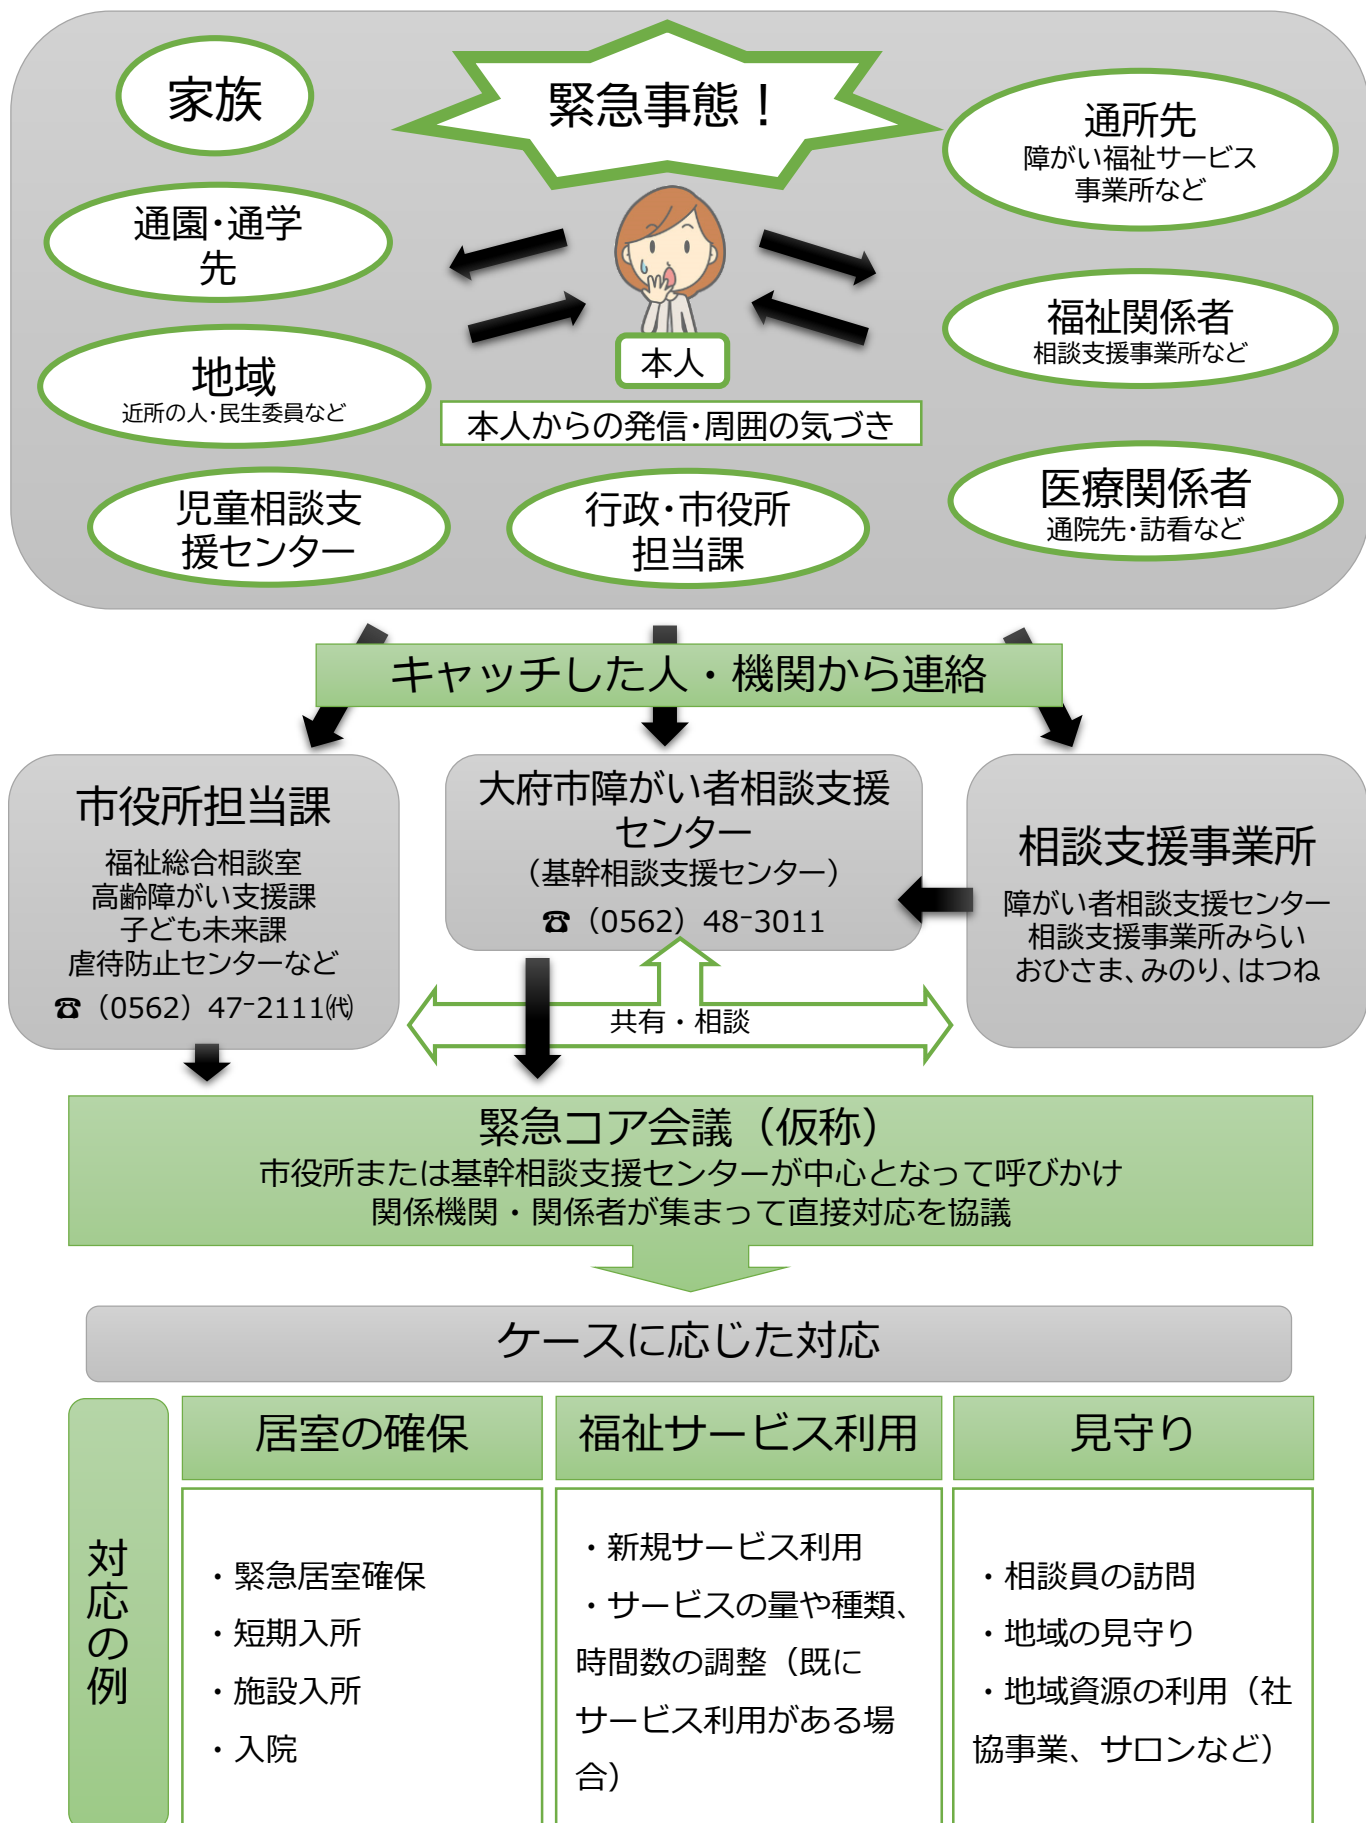 家族
緊急事態！
通所先
障がい福祉サービス
事業所など
通園・通学
先
福祉関係者
相談支援事業所など
地域
近所の人・民生委員など
本人
本人からの発信・周囲の気づき
児童相談支
援センター
行政・市役所
担当課
医療関係者
通院先・訪看など
キャッチした人・機関から連絡
市役所担当課
福祉総合相談室
高齢障がい支援課
子ども未来課
虐待防止センターなど
☎（0562）47-2111㈹
大府市障がい者相談支援
センター
（基幹相談支援センター）
☎（0562）48-3011
相談支援事業所
障がい者相談支援センター
相談支援事業所みらい
おひさま、みのり、はつね
共有・相談
緊急コア会議（仮称）
市役所または基幹相談支援センターが中心となって呼びかけ
関係機関・関係者が集まって直接対応を協議
ケースに応じた対応
対応の例
居室の確保
・緊急居室確保
・短期入所
・施設入所
・入院
福祉サービス利用
・新規サービス利用
・サービスの量や種類、
時間数の調整（既に
サービス利用がある場
合）
見守り
・相談員の訪問
・地域の見守り
・地域資源の利用（社
協事業、サロンなど）